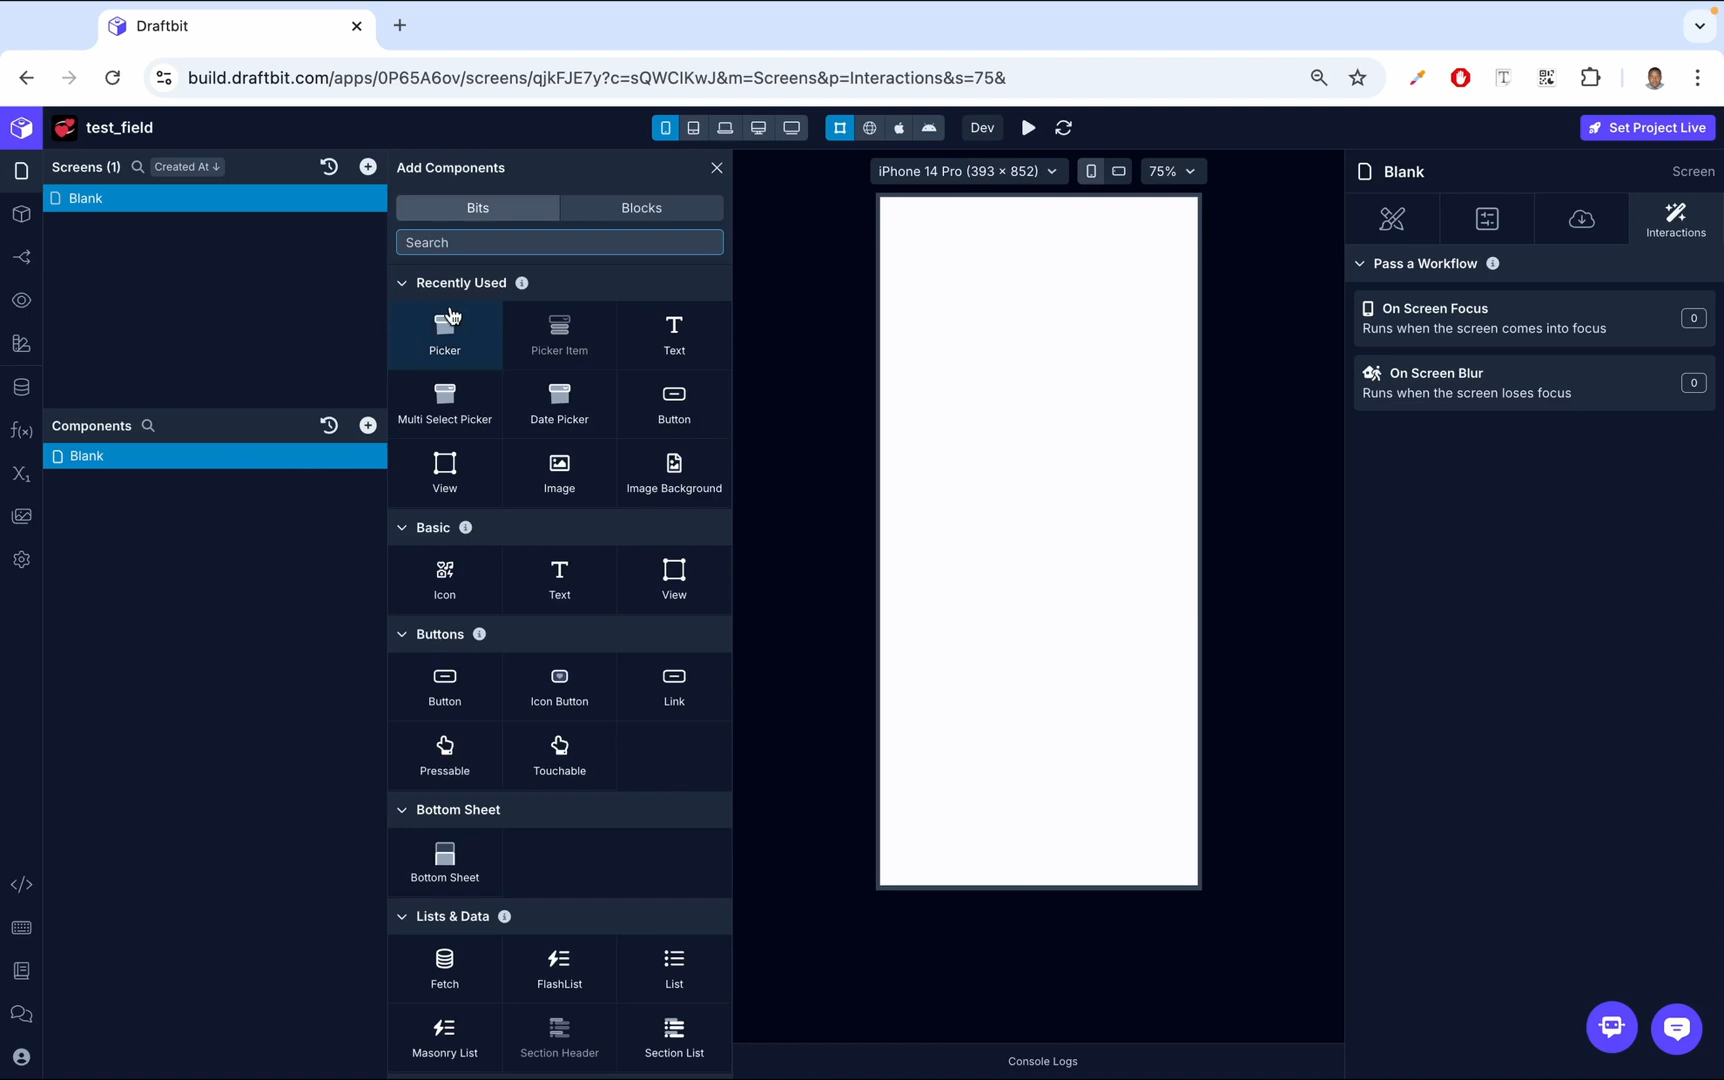 Draftbit
build.draftbit.com/apps/0P65A6ov/screens/qjkFJE7y?c=sQWCIKwJ&m=Screens&p=Interactions&s=75&
test_field
Dev
Set Project Live
Screens (1)
Created At ↓
Blank
Components
Blank
Add Components
Bits
Blocks
Search
Recently Used
Picker
Picker Item
Text
Multi Select Picker
Date Picker
Button
View
Image
Image Background
Basic
Icon
Text
View
Buttons
Button
Icon Button
Link
Pressable
Touchable
Bottom Sheet
Bottom Sheet
Lists & Data
Fetch
FlashList
List
Masonry List
Section Header
Section List
iPhone 14 Pro (393 × 852)
75%
Console Logs
Blank
Screen
Interactions
Pass a Workflow
On Screen Focus
Runs when the screen comes into focus
0
On Screen Blur
Runs when the screen loses focus
0